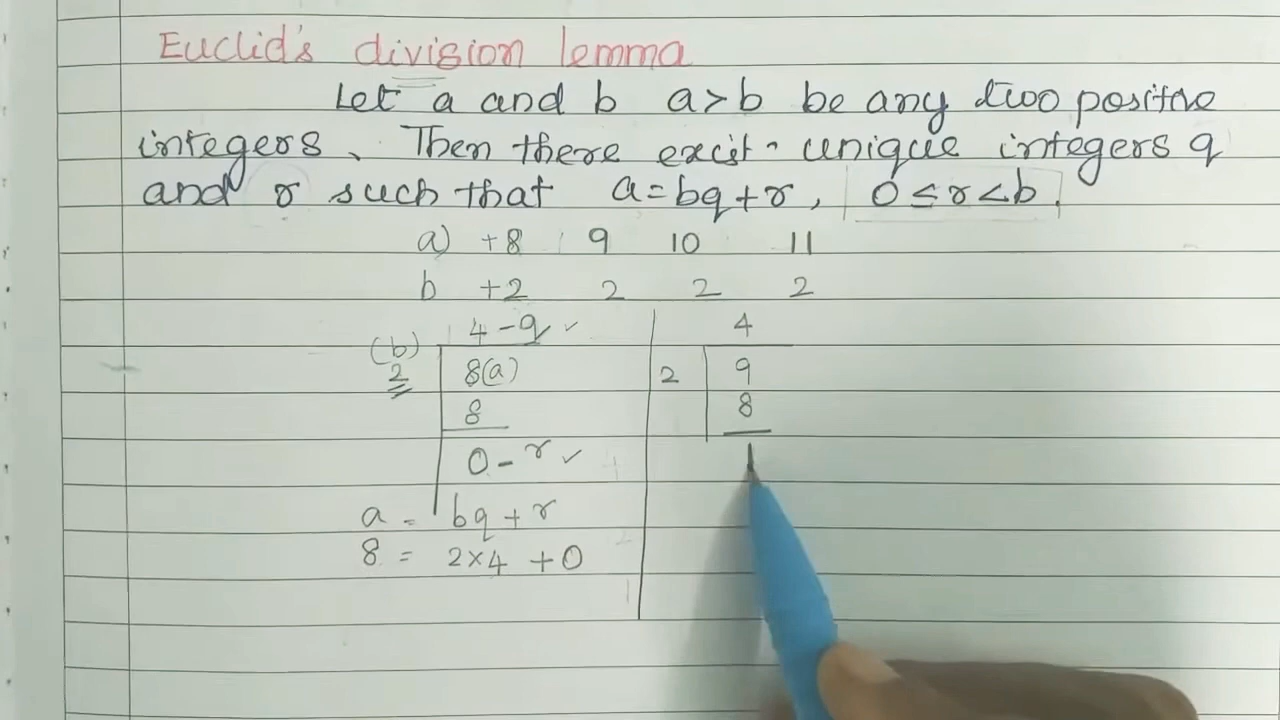 Euclid's division lemma
Let a and b a>b be any two positive
integers. Then there excist unique integers q
and r such that a=bq+r, 0≤r<b.
a) +8 9 10 11
b +2 2 2 2
4-q ✓ 4
(b) 2 8(a) 2 9
8 8
0-r ✓ 1
a = bq+r
8 = 2×4 +0